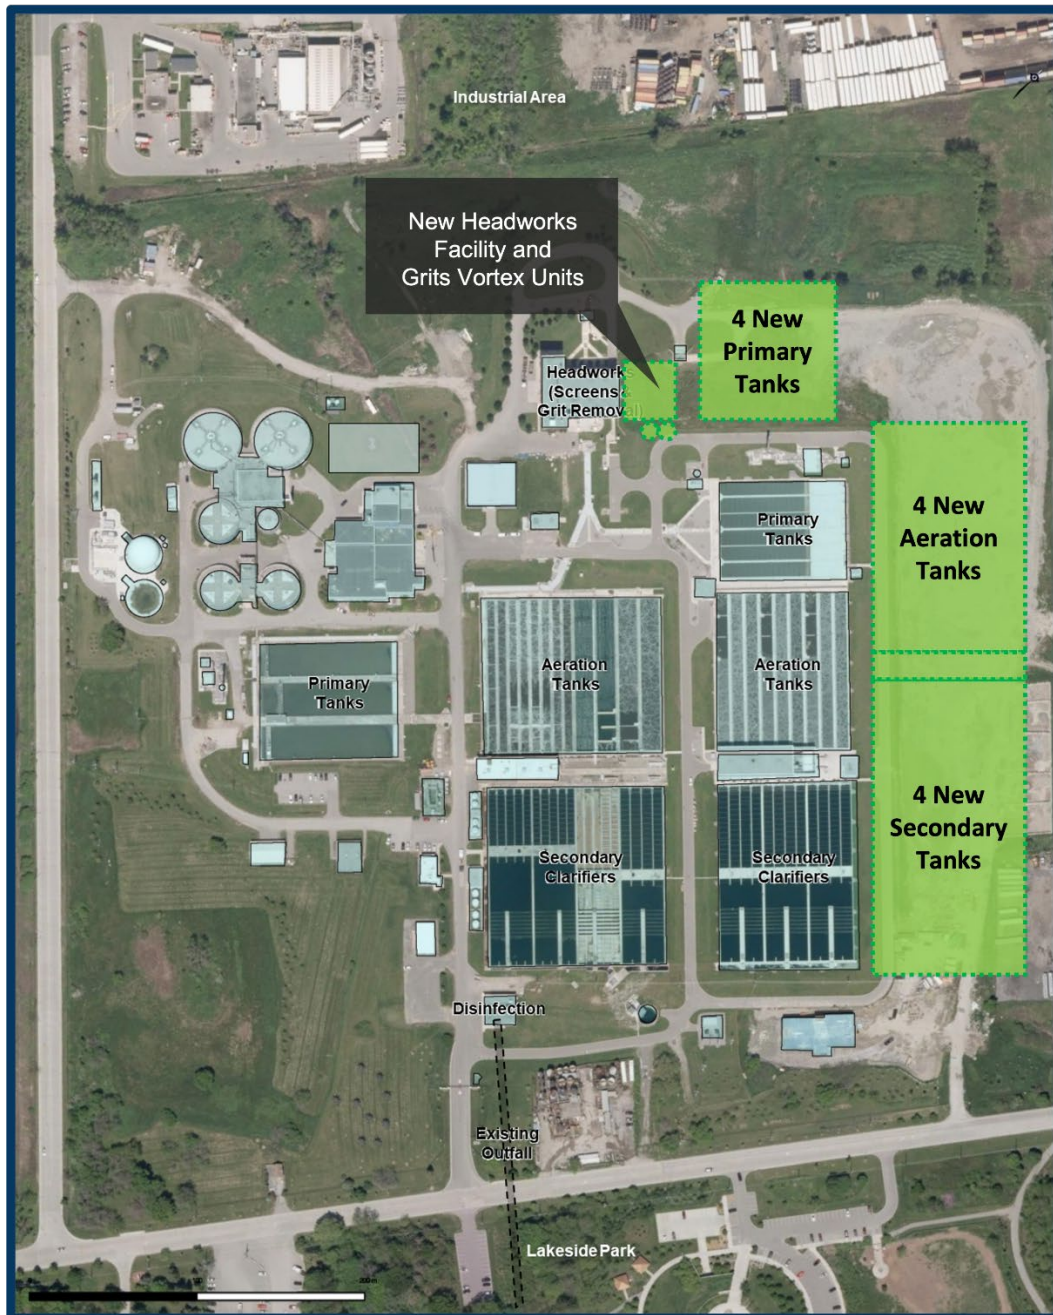 Industrial Area
New Headworks
Facility and
Grits Vortex Units
4 New
Primary
Tanks
Headworks
(Screens &
Grit Removal)
4 New
Aeration
Tanks
Primary
Tanks
Aeration
Tanks
Aeration
Tanks
Primary
Tanks
4 New
Secondary
Tanks
Secondary
Clarifiers
Secondary
Clarifiers
Disinfection
Existing
Outfall
Lakeside Park